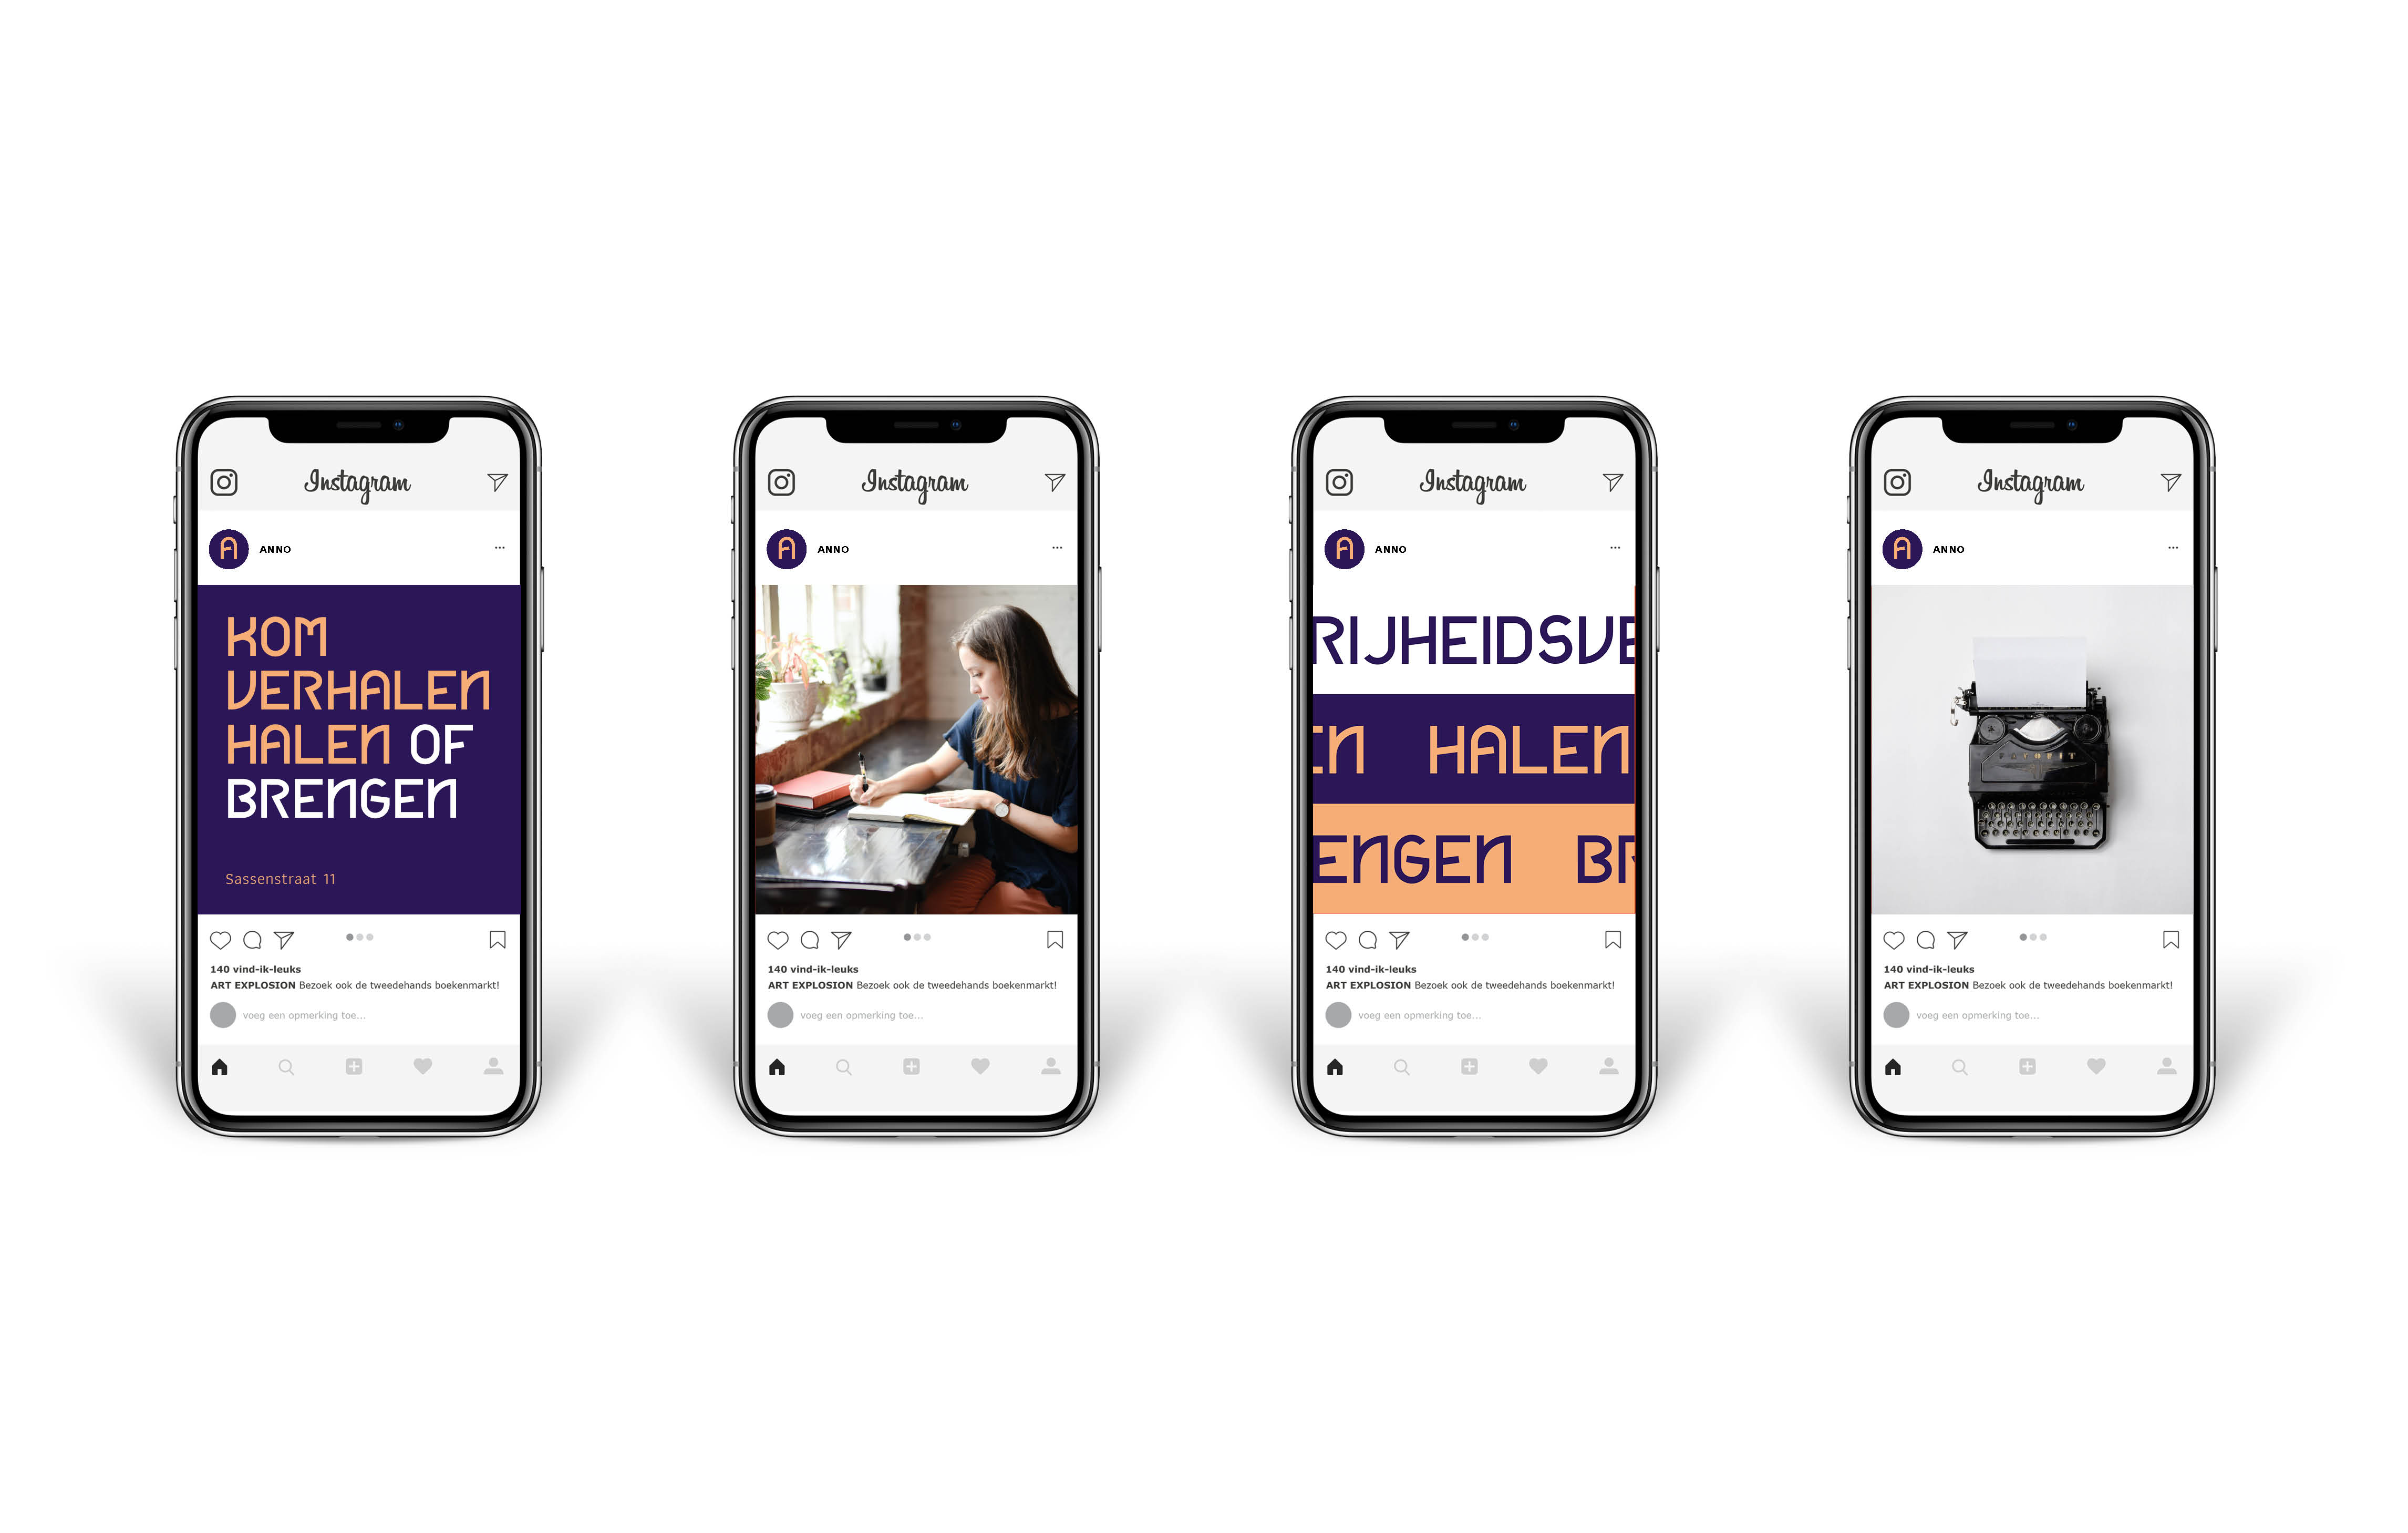 Instagram
A ANNO
KOM
VERHALEN
HALEN OF
BRENGEN
Sassenstraat 11
140 vind-ik-leuks
ART EXPLOSION Bezoek ook de tweedehands boekenmarkt!
voeg een opmerking toe...
Instagram
A ANNO
140 vind-ik-leuks
ART EXPLOSION Bezoek ook de tweedehands boekenmarkt!
voeg een opmerking toe...
Instagram
A ANNO
RIJHEIDSVE
EN HALEN
ENGEN BR
140 vind-ik-leuks
ART EXPLOSION Bezoek ook de tweedehands boekenmarkt!
voeg een opmerking toe...
Instagram
A ANNO
140 vind-ik-leuks
ART EXPLOSION Bezoek ook de tweedehands boekenmarkt!
voeg een opmerking toe...